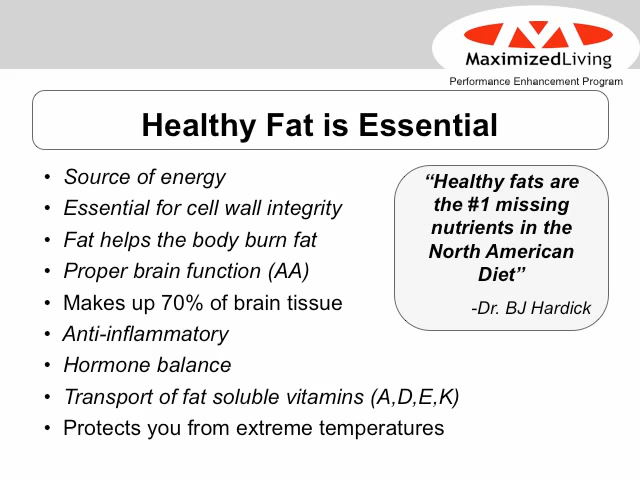 MaximizedLiving
Performance Enhancement Program
Healthy Fat is Essential
• Source of energy
• Essential for cell wall integrity
• Fat helps the body burn fat
• Proper brain function (AA)
• Makes up 70% of brain tissue
• Anti-inflammatory
• Hormone balance
• Transport of fat soluble vitamins (A,D,E,K)
• Protects you from extreme temperatures
“Healthy fats are
the #1 missing
nutrients in the
North American
Diet”
-Dr. BJ Hardick